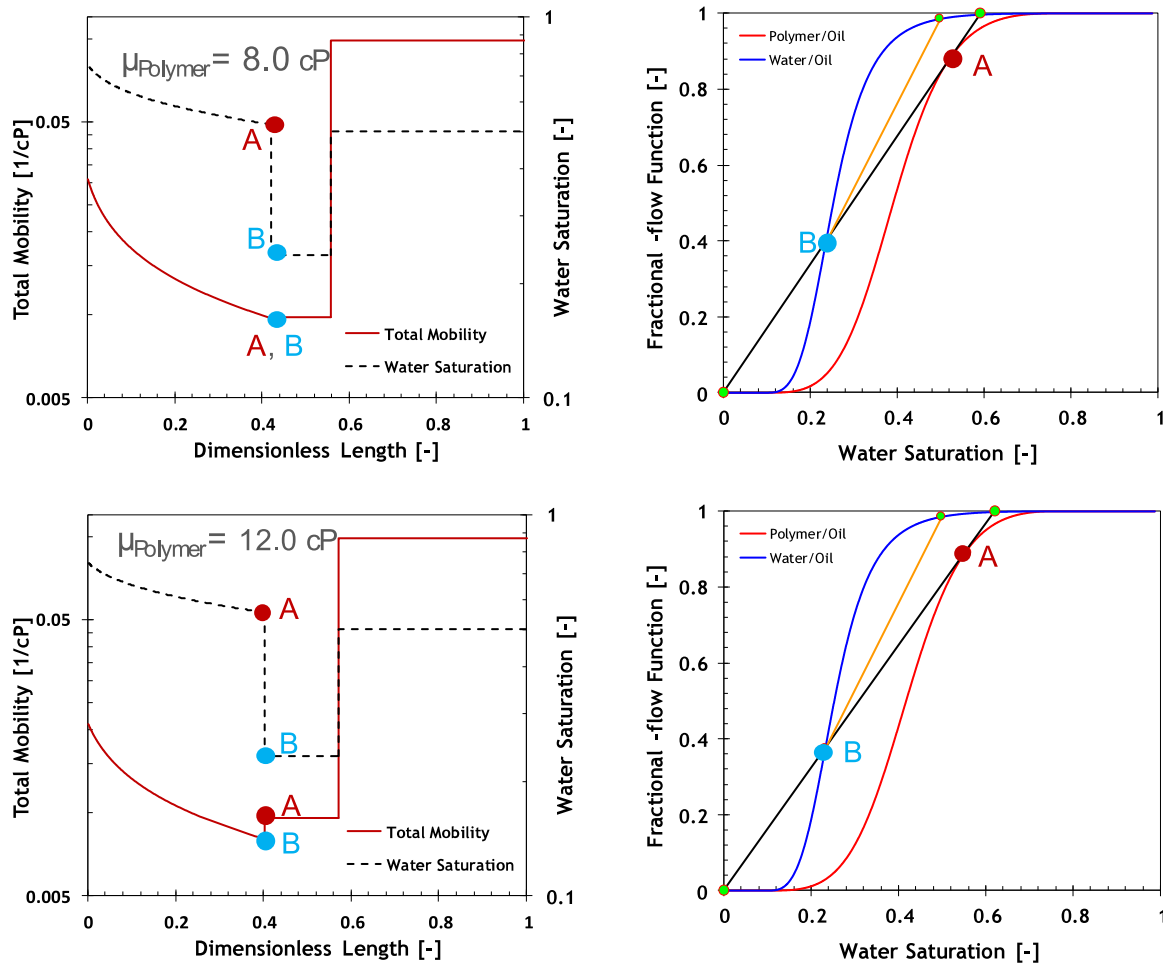 μPolymer = 8.0 cP
Total Mobility [1/cP]
0.05
0.005
1
0.1
Water Saturation [-]
A
B
A, B
Total Mobility
Water Saturation
0 0.2 0.4 0.6 0.8 1
Dimensionless Length [-]
Fractional -flow Function [-]
1
0.8
0.6
0.4
0.2
0
Polymer/Oil
Water/Oil
A
B
0 0.2 0.4 0.6 0.8 1
Water Saturation [-]
μPolymer = 12.0 cP
Total Mobility [1/cP]
0.05
0.005
1
0.1
Water Saturation [-]
A
B
A
B
Total Mobility
Water Saturation
0 0.2 0.4 0.6 0.8 1
Dimensionless Length [-]
Fractional -flow Function [-]
1
0.8
0.6
0.4
0.2
0
Polymer/Oil
Water/Oil
A
B
0 0.2 0.4 0.6 0.8 1
Water Saturation [-]